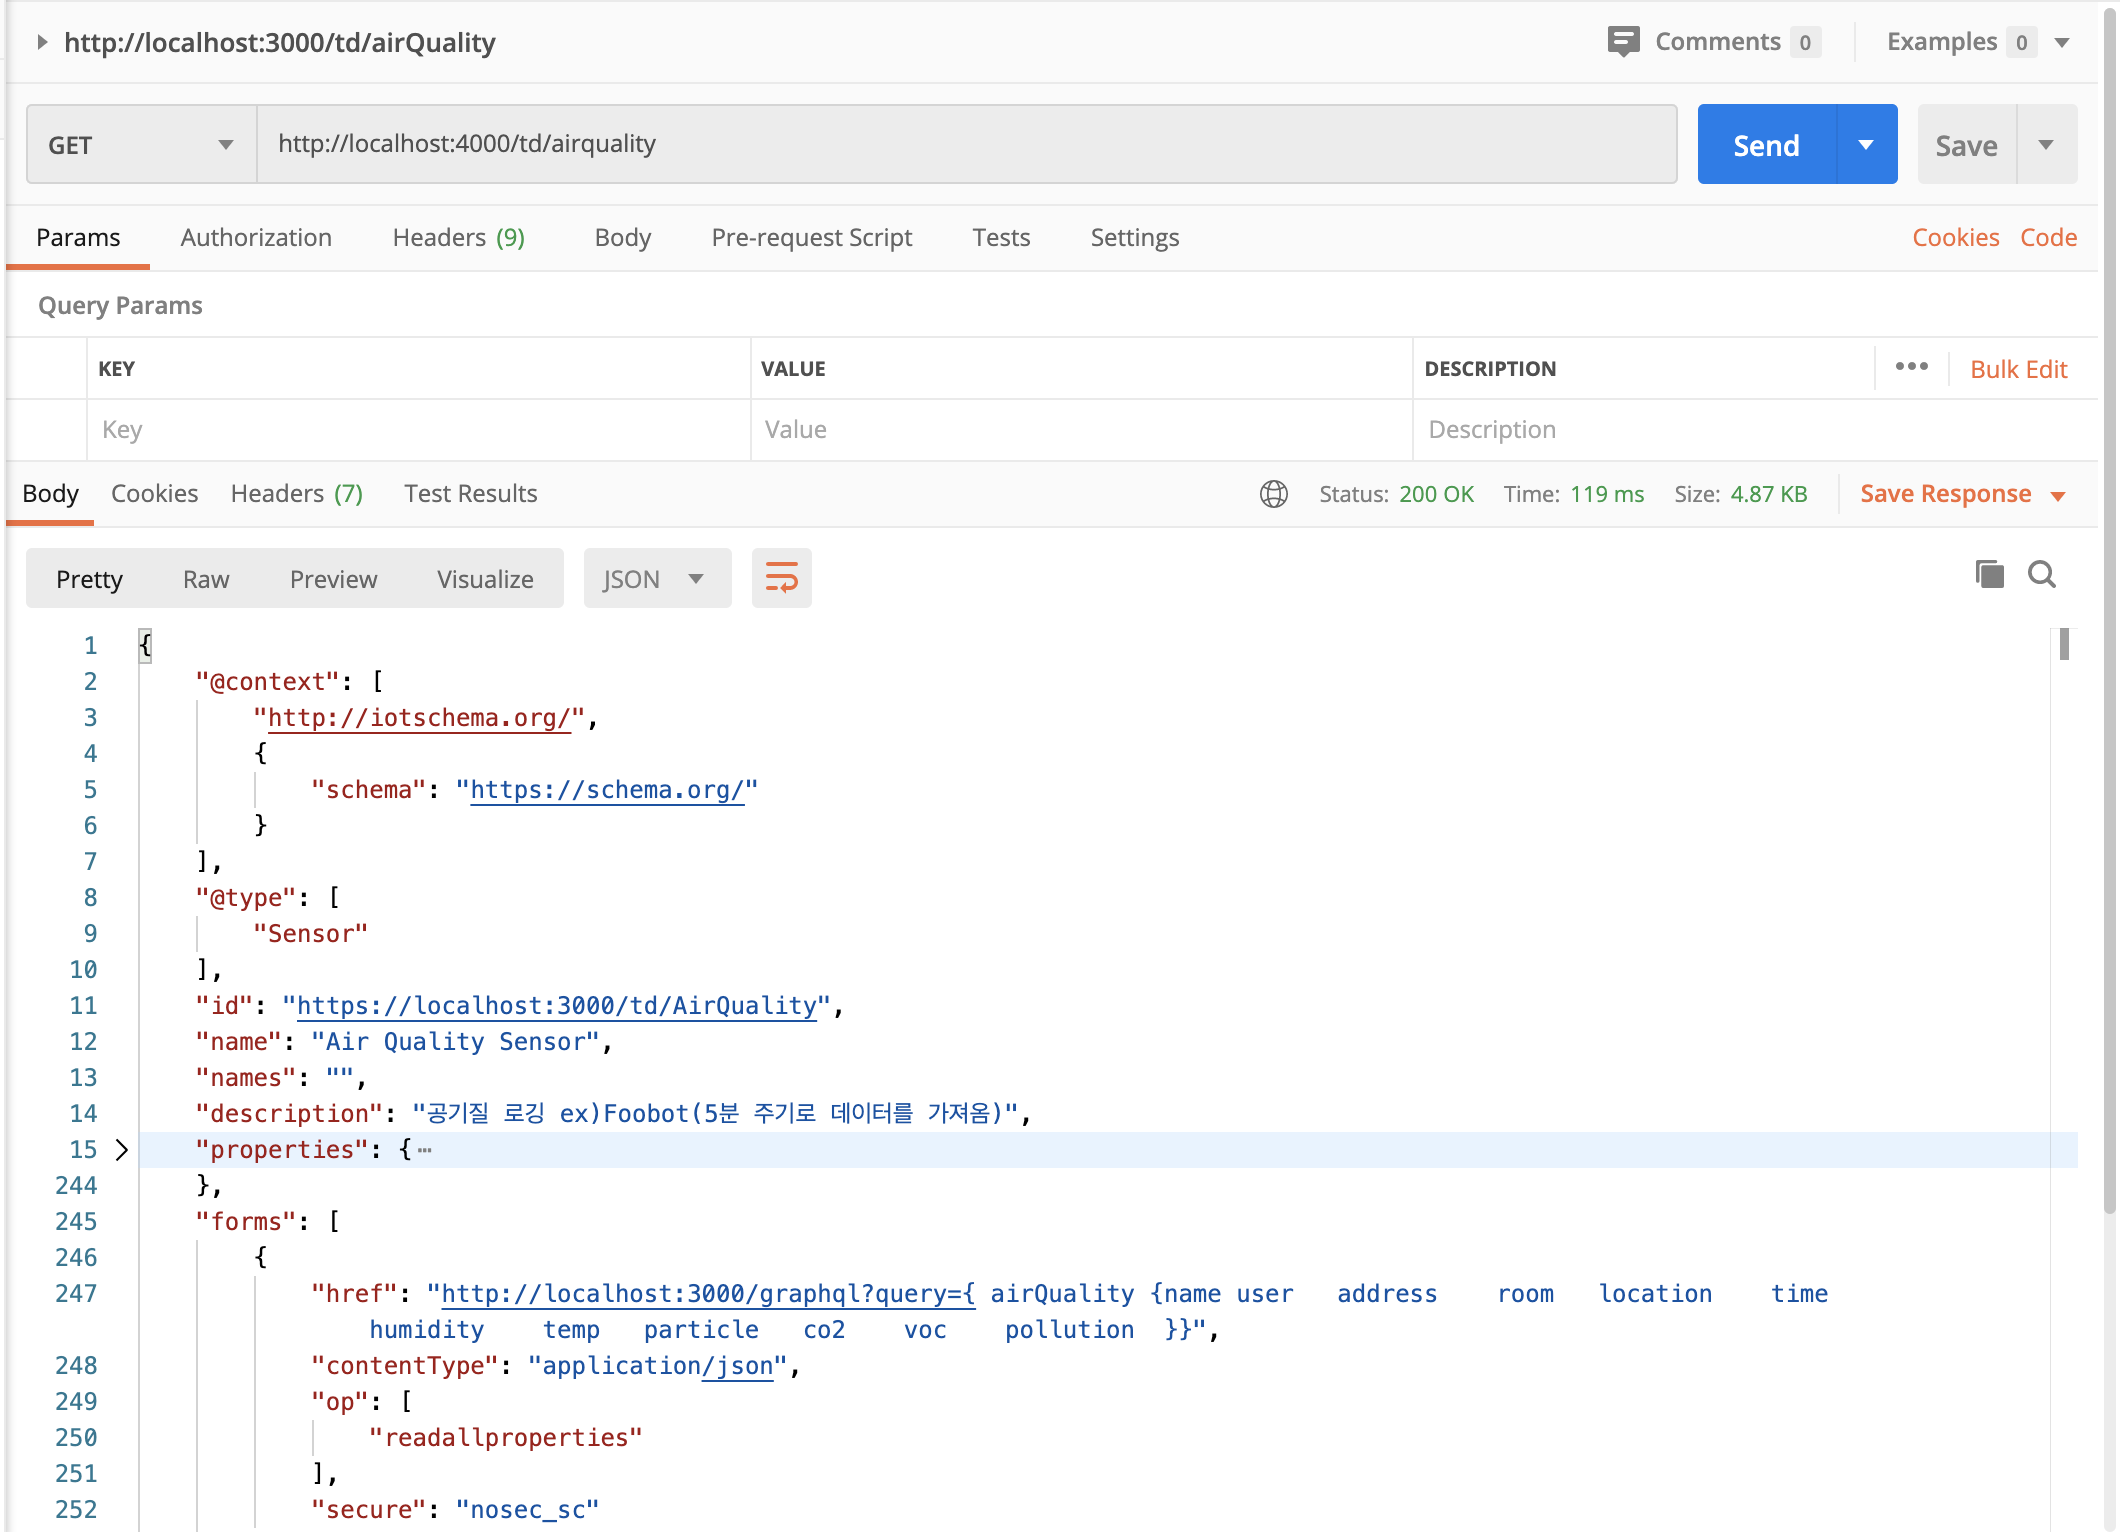 http://localhost:3000/td/airQuality
Comments 0 Examples 0
GET http://localhost:4000/td/airquality Send Save
Params Authorization Headers (9) Body Pre-request Script Tests Settings Cookies Code
Query Params
KEY VALUE DESCRIPTION ••• Bulk Edit
Key Value Description
Body Cookies Headers (7) Test Results Status: 200 OK Time: 119 ms Size: 4.87 KB Save Response
Pretty Raw Preview Visualize JSON
1 {
2 "@context": [
3 "http://iotschema.org/",
4 {
5 "schema": "https://schema.org/"
6 }
7 ],
8 "@type": [
9 "Sensor"
10 ],
11 "id": "https://localhost:3000/td/AirQuality",
12 "name": "Air Quality Sensor",
13 "names": "",
14 "description": "공기질 로깅 ex)Foobot(5분 주기로 데이터를 가져옴)",
15 "properties": {⋯
244 },
245 "forms": [
246 {
247 "href": "http://localhost:3000/graphql?query={ airQuality {name user address room location time
humidity temp particle co2 voc pollution }}",
248 "contentType": "application/json",
249 "op": [
250 "readallproperties"
251 ],
252 "secure": "nosec_sc"